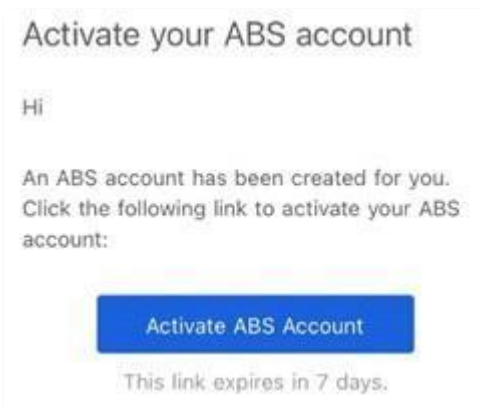 Activate your ABS account
Hi
An ABS account has been created for you.
Click the following link to activate your ABS
account:
Activate ABS Account
This link expires in 7 days.